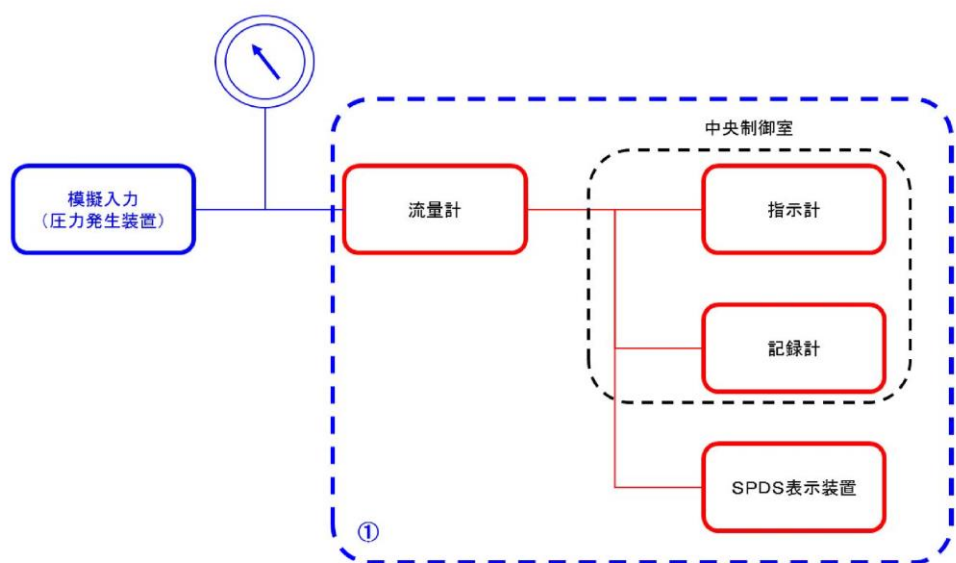 中央制御室
模擬入力
（圧力発生装置）
流量計
指示計
記録計
SPDS表示装置
①